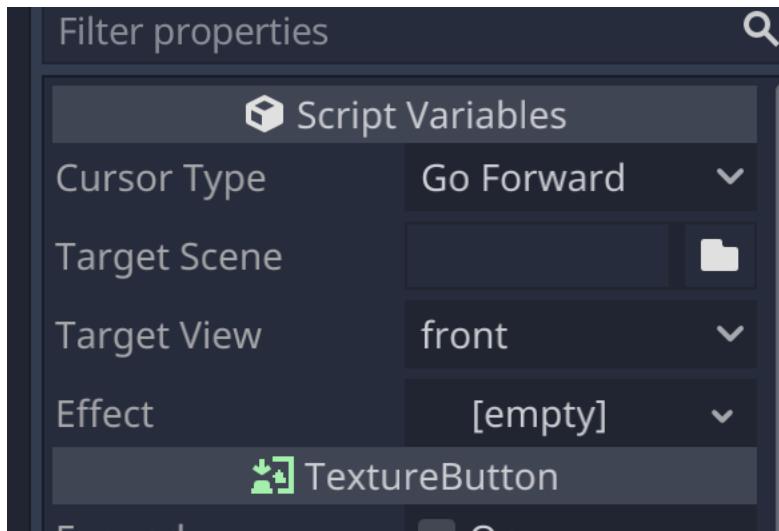 Filter properties
Script Variables
Cursor Type Go Forward
Target Scene
Target View front
Effect [empty]
TextureButton